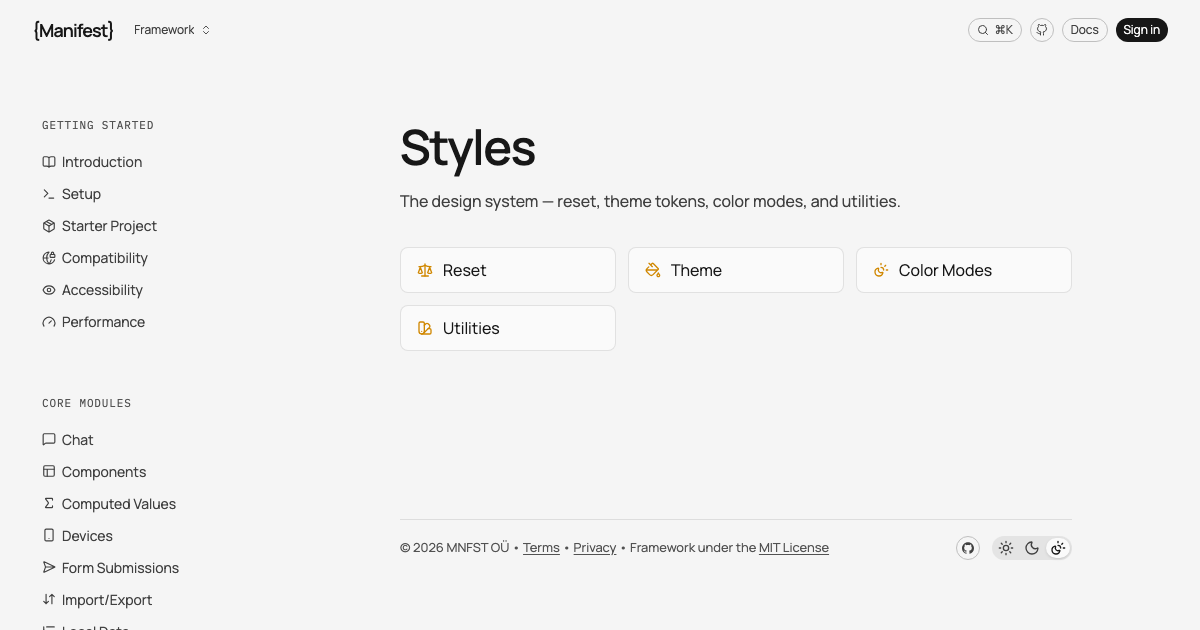 {Manifest}
Framework
⌘K
Docs
Sign in
GETTING STARTED
Introduction
Setup
Starter Project
Compatibility
Accessibility
Performance
CORE MODULES
Chat
Components
Computed Values
Devices
Form Submissions
Import/Export
Local Data
Styles
The design system — reset, theme tokens, color modes, and utilities.
Reset
Theme
Color Modes
Utilities
© 2026 MNFST OÜ • Terms • Privacy • Framework under the MIT License